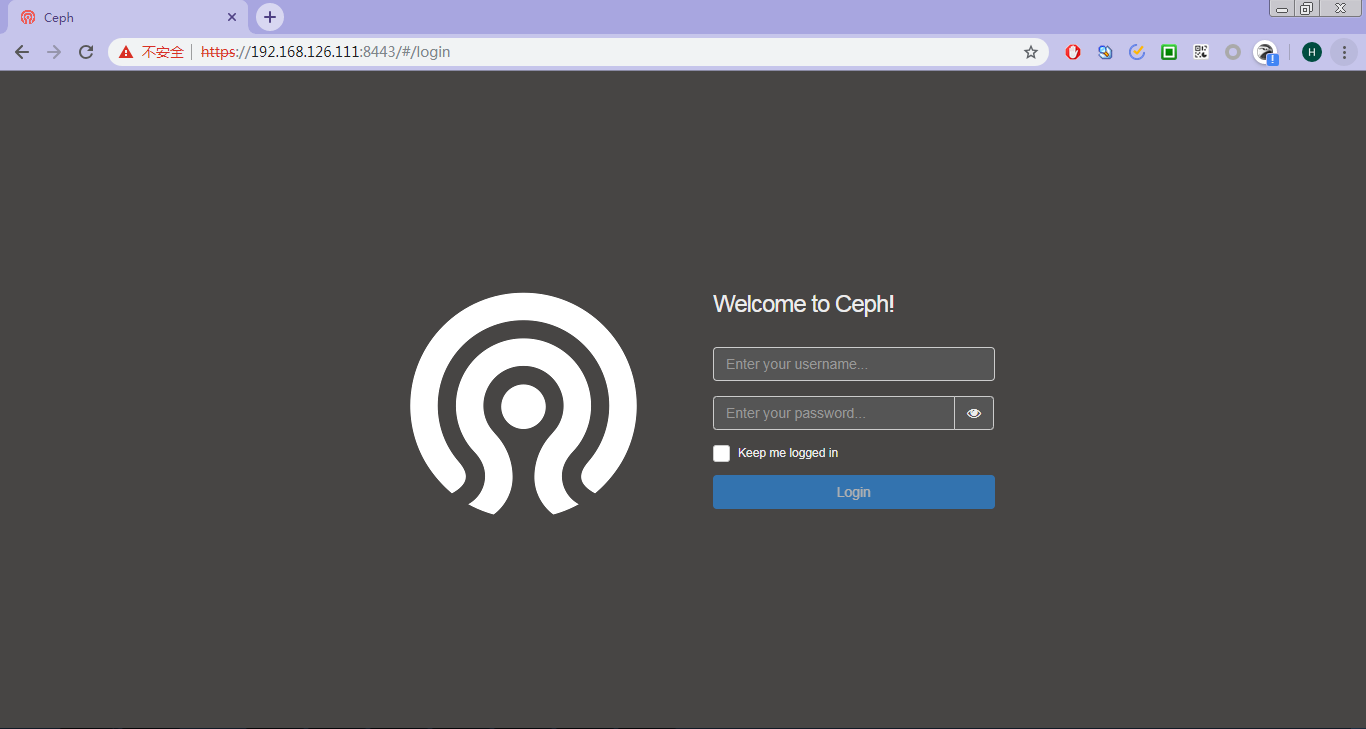 Ceph
不安全 https://192.168.126.111:8443/#/login
H
Welcome to Ceph!
Enter your username...
Enter your password...
Keep me logged in
Login